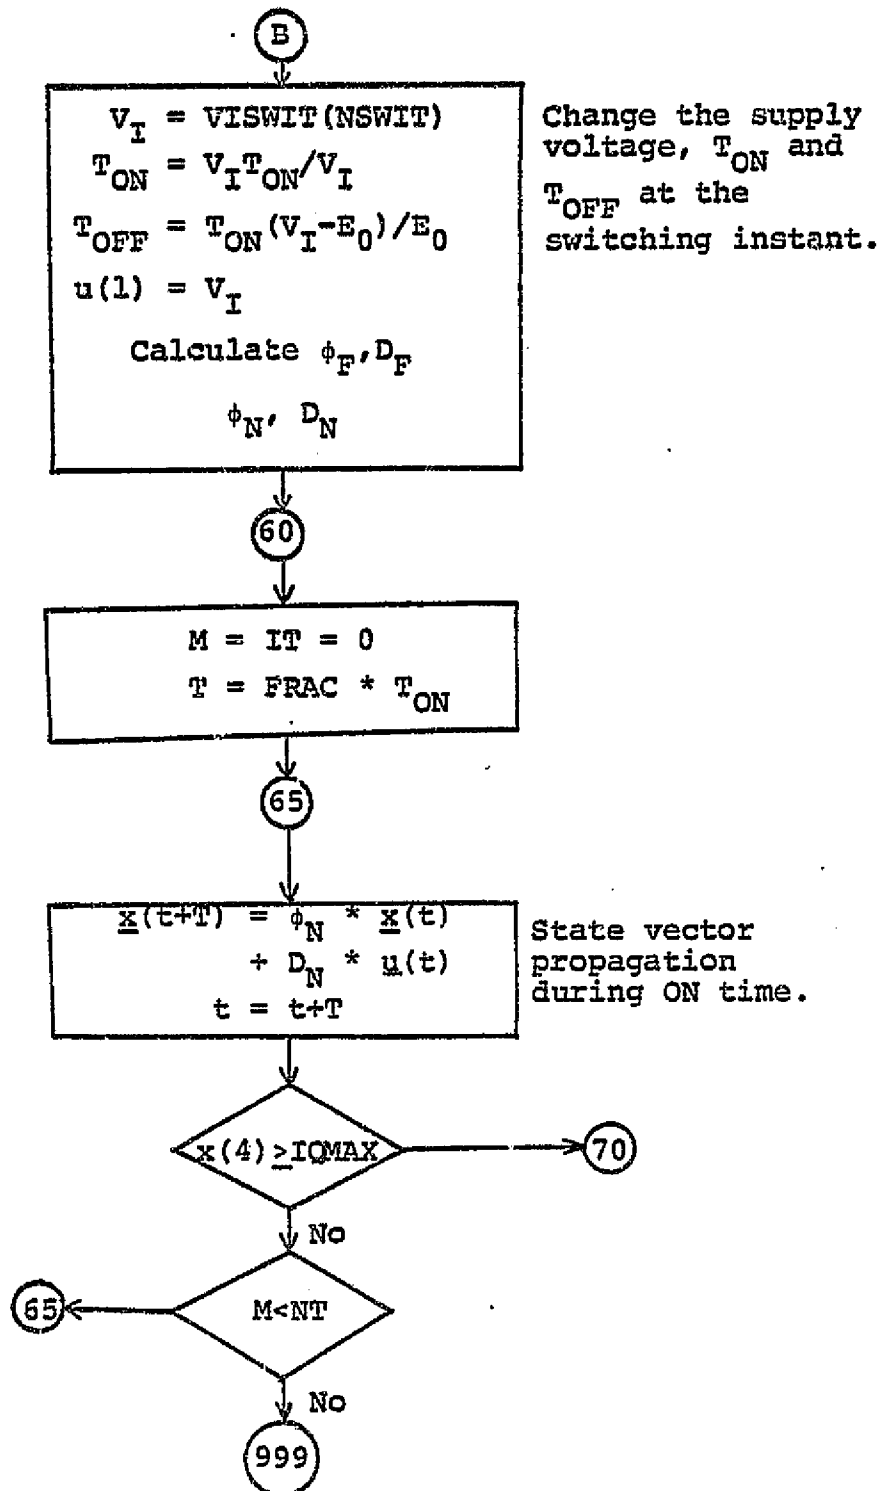 B
V_I = VISWIT(NSWIT)
T_ON = V_I T_ON/V_I
T_OFF = T_ON(V_I-E_0)/E_0
u(1) = V_I
Calculate ϕ_F, D_F
ϕ_N, D_N
Change the supply
voltage, T_ON and
T_OFF at the
switching instant.
60
M = IT = 0
T = FRAC * T_ON
65
x(t+T) = ϕ_N * x(t)
+ D_N * u(t)
t = t+T
State vector
propagation
during ON time.
x(4)≥IQMAX
70
No
65
M<NT
No
999